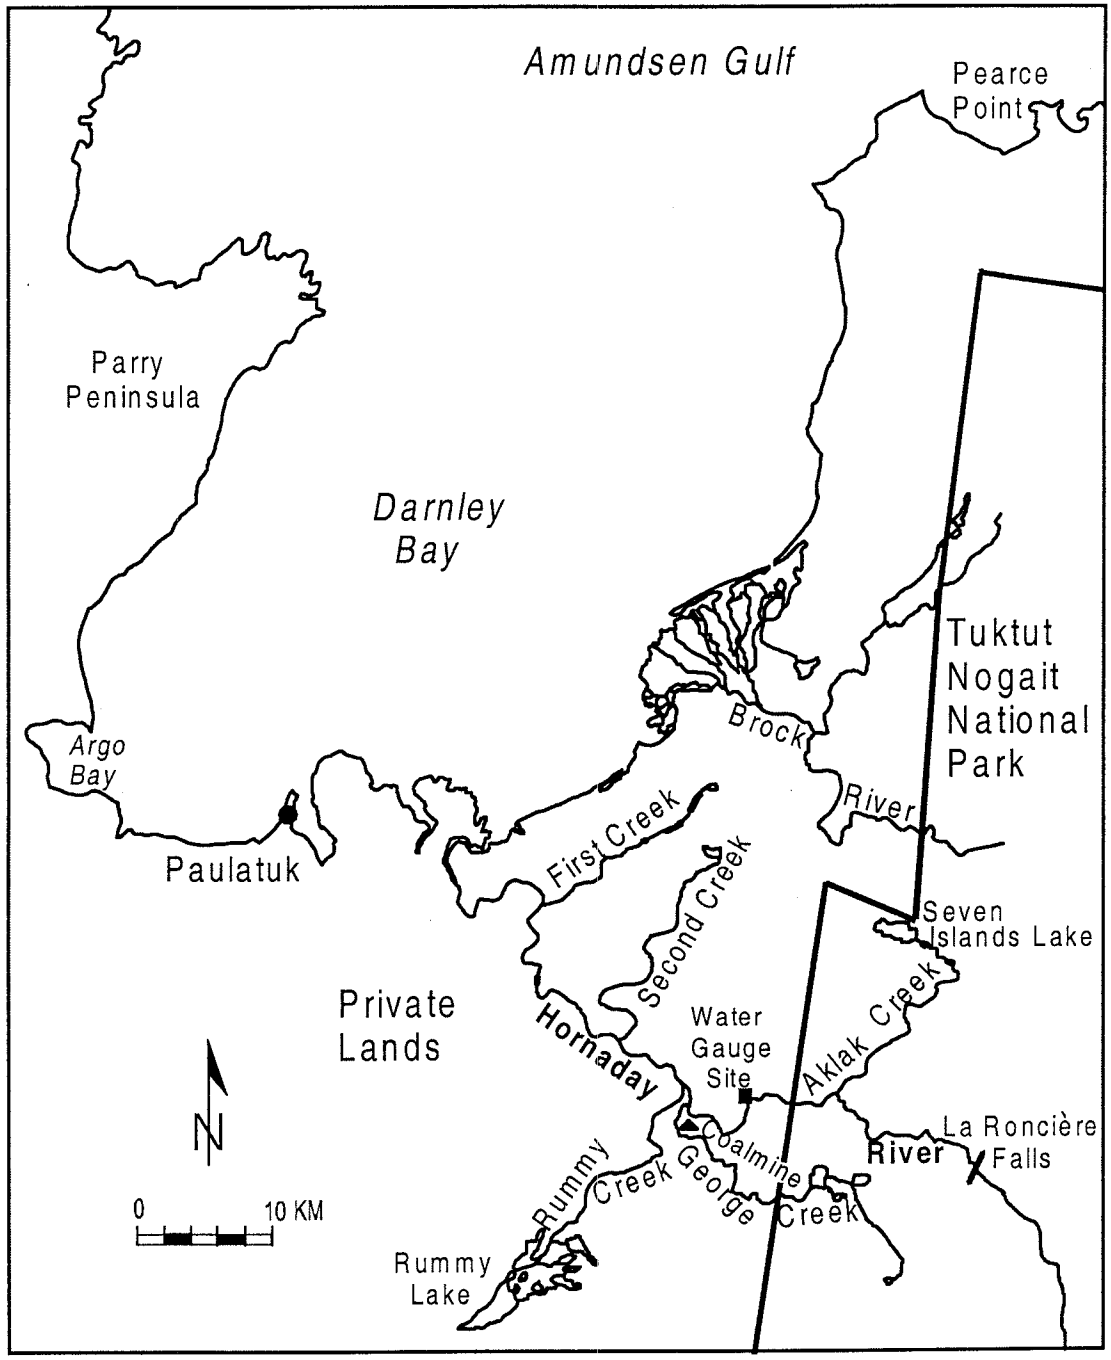 Amundsen Gulf
Pearce
Point
Parry
Peninsula
Darnley
Bay
Tuktut
Nogait
National
Park
Brock
River
Argo
Bay
Paulatuk
First Creek
Second Creek
Seven
Islands Lake
Aklak Creek
Private
Lands
Hornaday
Water
Gauge
Site
La Roncière
Falls
River
Coalmine
George
Creek
Rummy
Creek
N
0 10 KM
Rummy
Lake